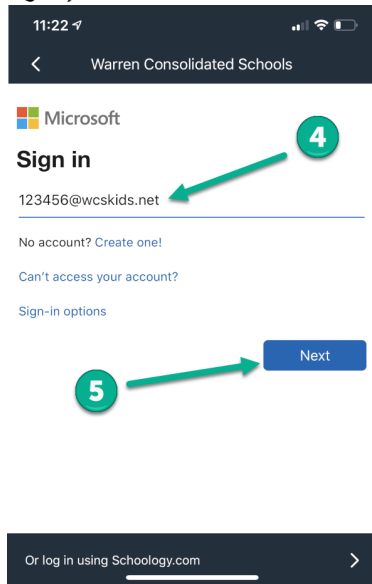 11:22
Warren Consolidated Schools
Microsoft
4
Sign in
123456@wcskids.net
No account? Create one!
Can't access your account?
Sign-in options
Next
5
Or log in using Schoology.com